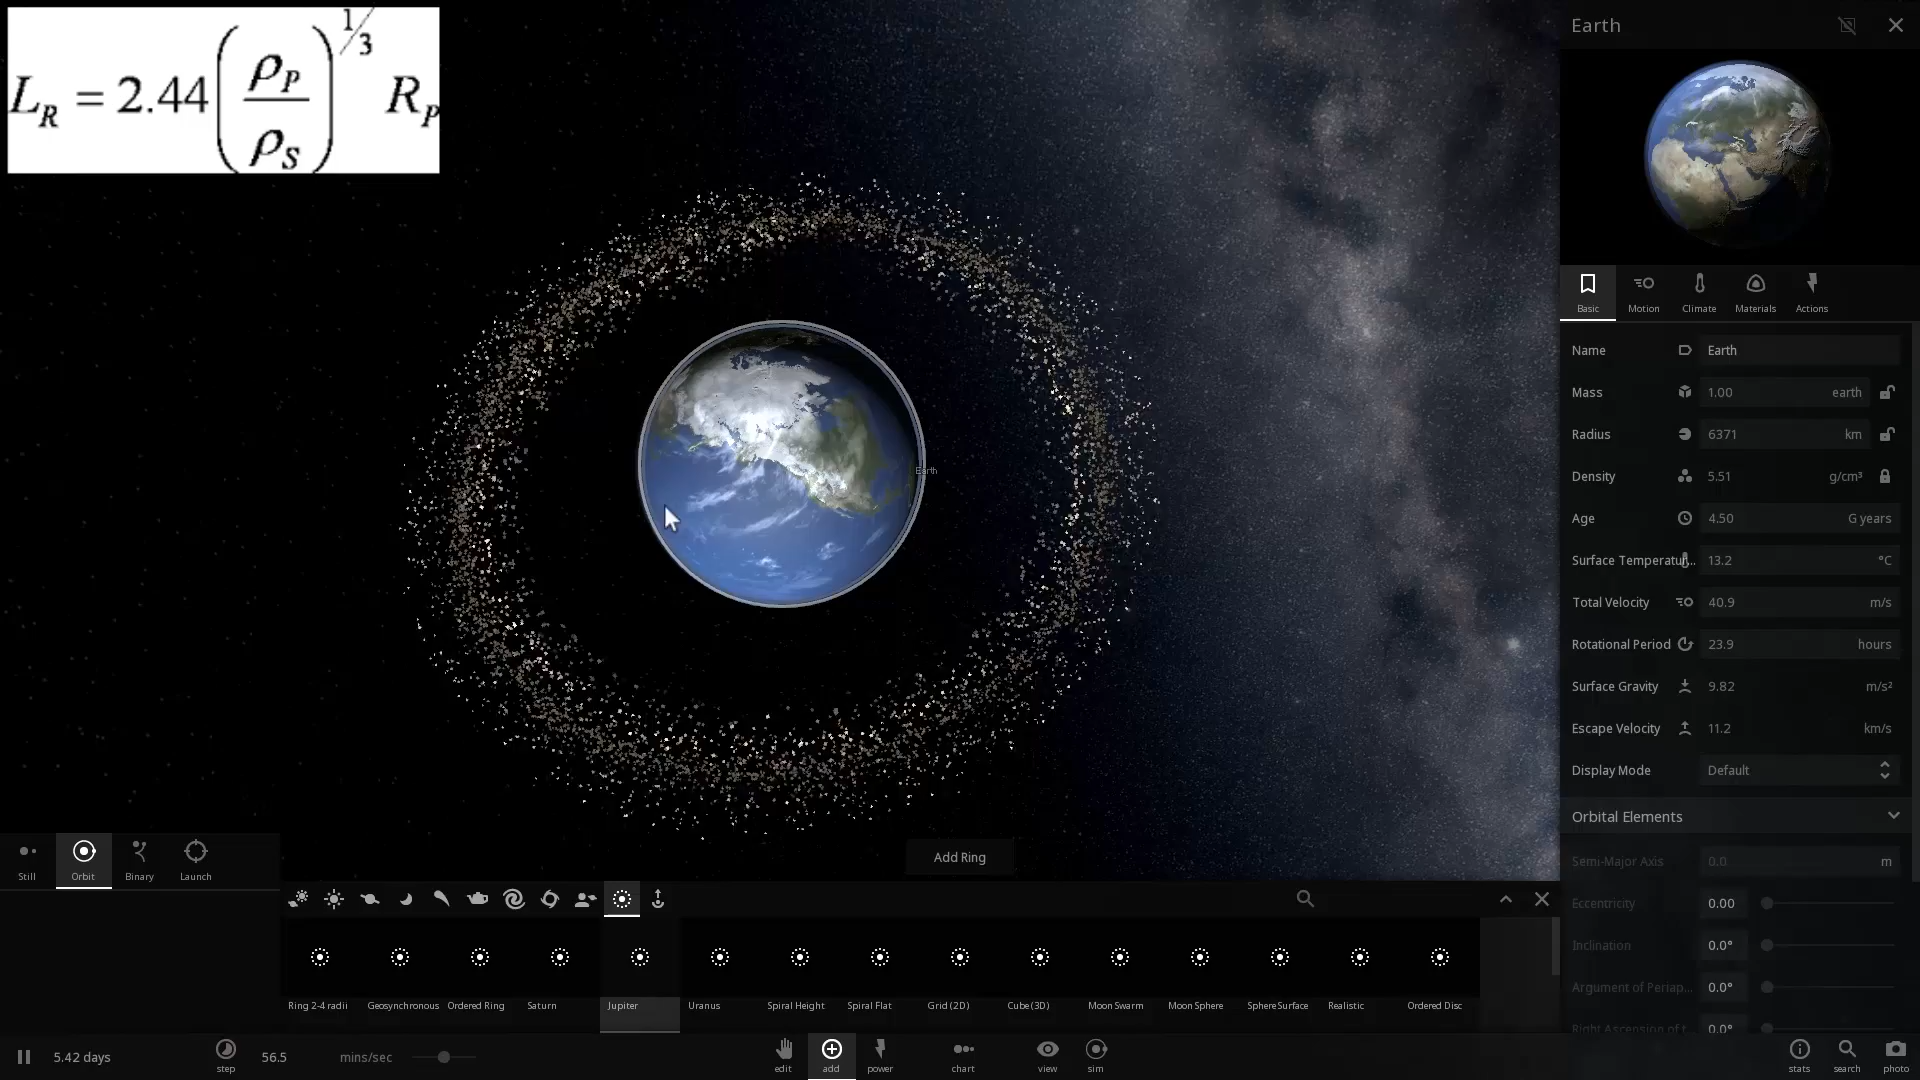 L_R = 2.44 (ρ_P / ρ_S)^1/3 R_P
Earth
Earth
Basic
Motion
Climate
Materials
Actions
Name Earth
Mass 1.00 earth
Radius 6371 km
Density 5.51 g/cm³
Age 4.50 G years
Surface Temperatur... 13.2 °C
Total Velocity 40.9 m/s
Rotational Period 23.9 hours
Surface Gravity 9.82 m/s²
Escape Velocity 11.2 km/s
Display Mode Default
Orbital Elements
Semi-Major Axis 0.0 m
Eccentricity 0.00
Inclination 0.0°
Argument of Periap... 0.0°
Right Ascension of t... 0.0°
Still
Orbit
Binary
Launch
Add Ring
Ring 2-4 radii
Geosynchronous
Ordered Ring
Saturn
Jupiter
Uranus
Spiral Height
Spiral Flat
Grid (2D)
Cube (3D)
Moon Swarm
Moon Sphere
Sphere Surface
Realistic
Ordered Disc
5.42 days
step
56.5 mins/sec
edit
add
power
chart
view
sim
stats
search
photo